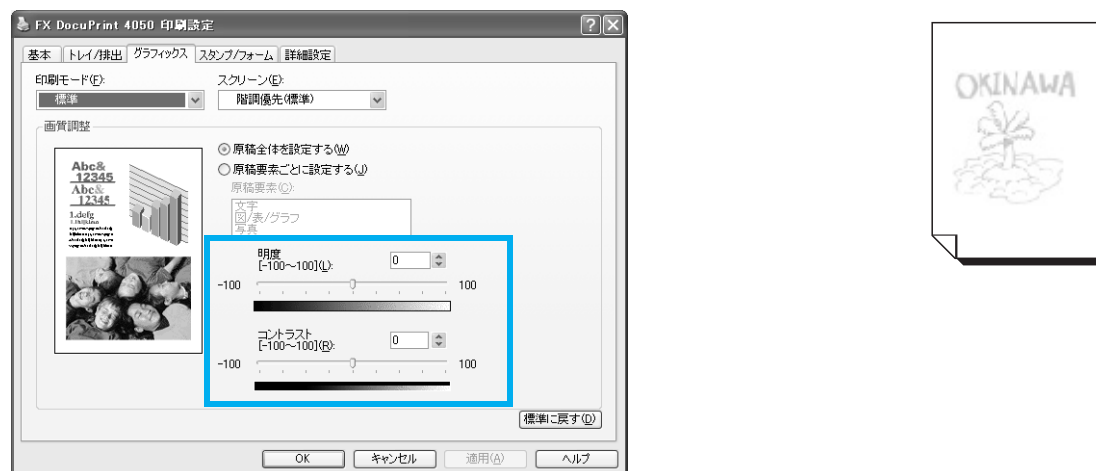 FX DocuPrint 4050 印刷設定
基本 トレイ/排出 グラフィックス スタンプ/フォーム 詳細設定
印刷モード(F):
標準
スクリーン(E):
階調優先(標準)
画質調整
Abc&
12345
Abc&
12345
1.defg
原稿全体を設定する(W)
原稿要素ごとに設定する(J)
原稿要素(C):
文字
図/表/グラフ
写真
明度
[-100～100](L):
0
-100
100
コントラスト
[-100～100](R):
0
-100
100
標準に戻す(D)
OK キャンセル 適用(A) ヘルプ
OKINAWA